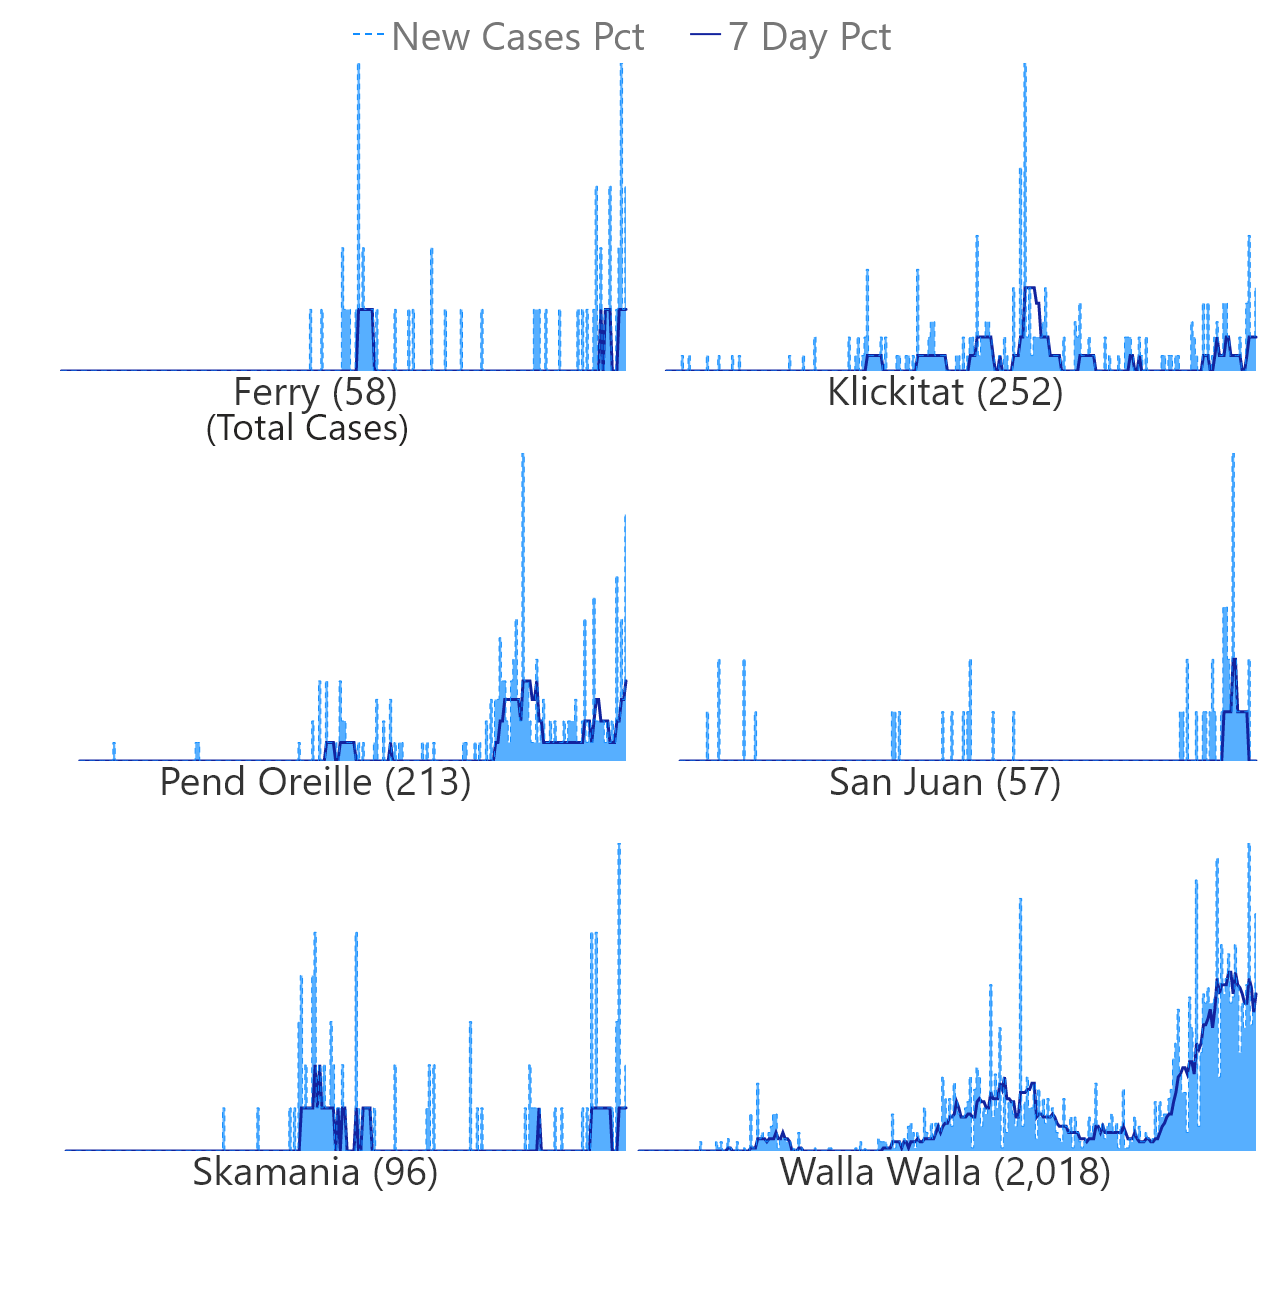 New Cases Pct 7 Day Pct
Ferry (58) Klickitat (252)
(Total Cases)
Pend Oreille (213) San Juan (57)
Skamania (96) Walla Walla (2,018)